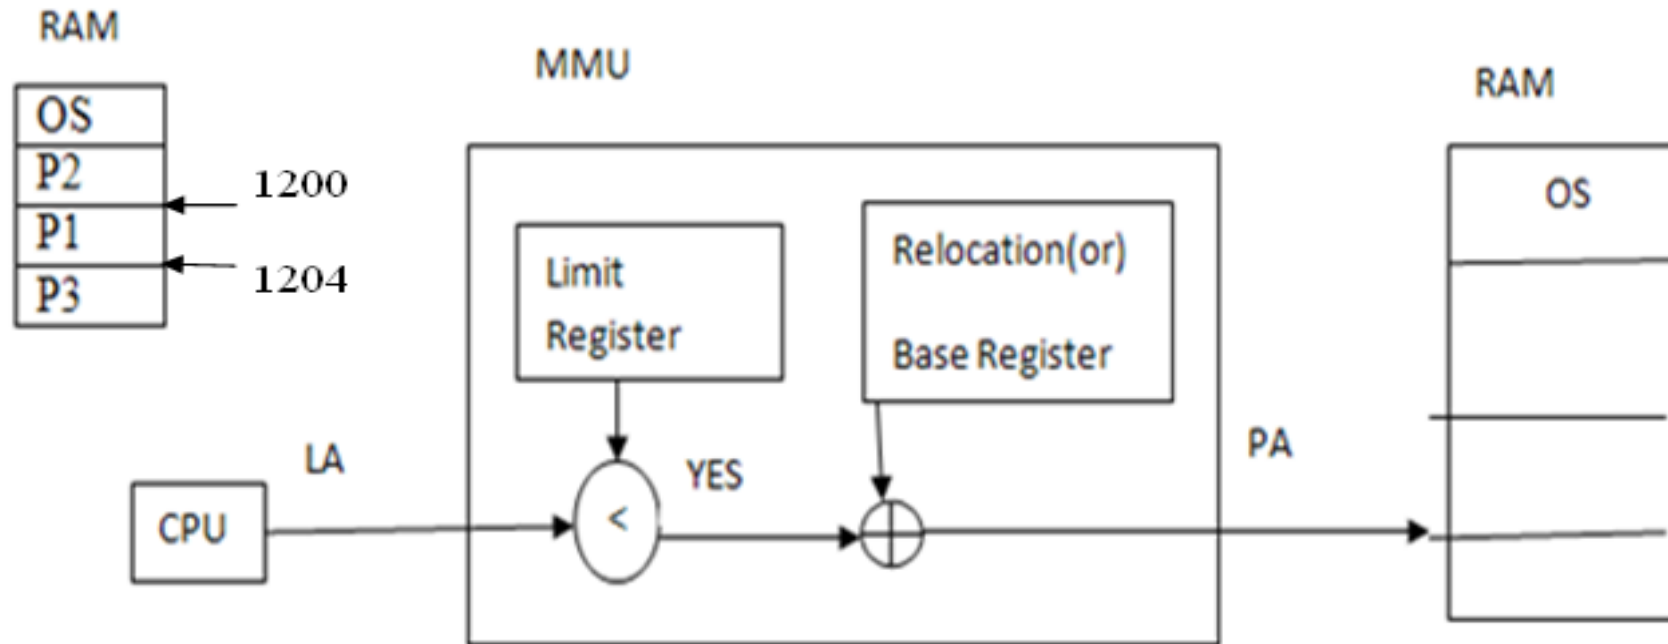 RAM
OS
P2
P1
P3
1200
1204
MMU
Limit
Register
Relocation(or)
Base Register
CPU
LA
<
YES
PA
RAM
OS